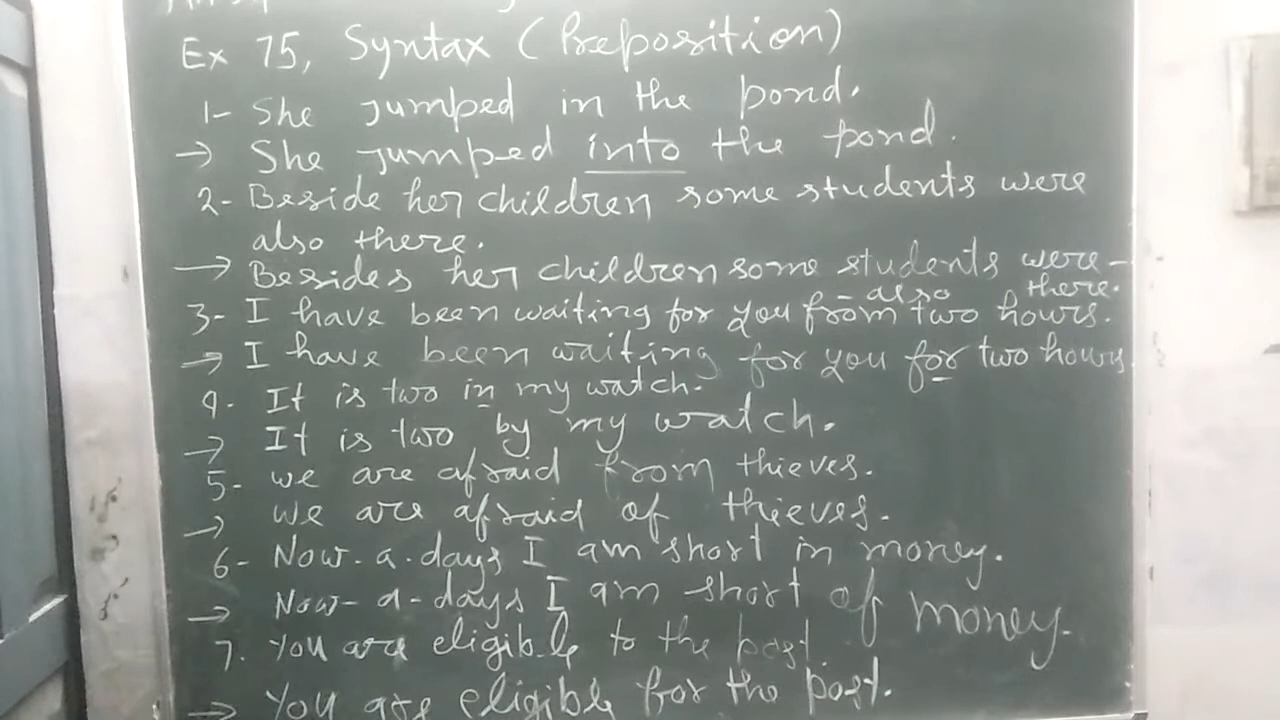 Ex 75, Syntax (Preposition)
1- She jumped in the pond.
→ She jumped into the pond.
2- Beside her children some students were
also there.
→ Besides her children some students were -
- also there.
3- I have been waiting for you from two hours.
→ I have been waiting for you for two hours.
4- It is two in my watch.
→ It is two by my watch.
5- we are afraid from thieves.
→ we are afraid of thieves.
6- Now-a-days I am short in money.
→ Now-a-days I am short of money.
7. You are eligible to the post.
→ You are eligible for the post.